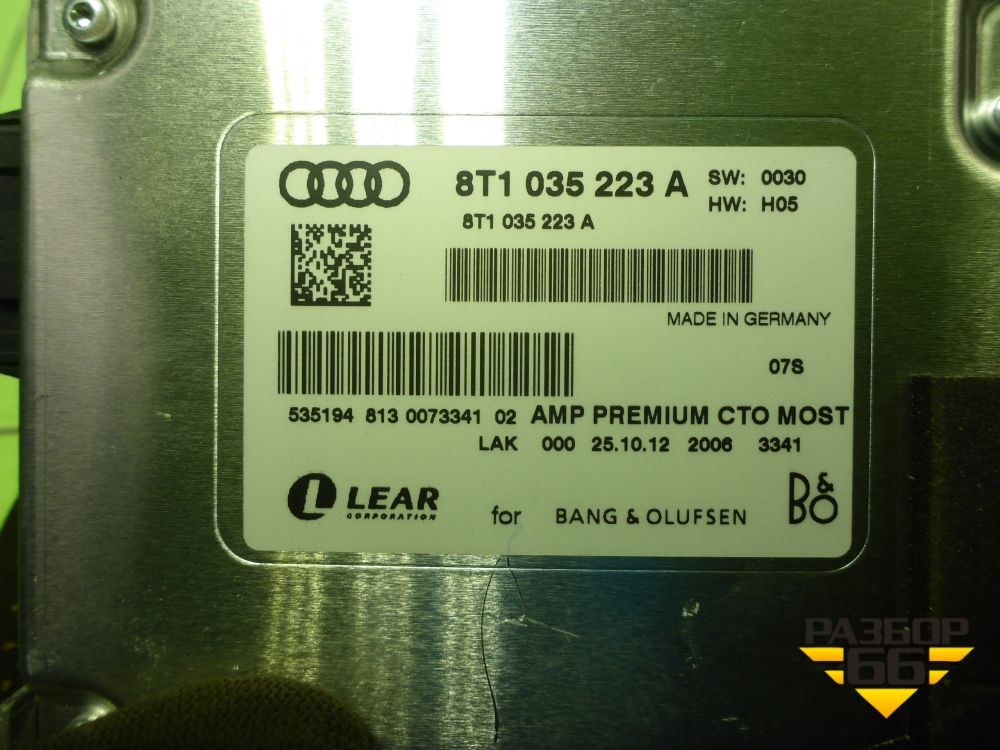 8T1 035 223 A
SW: 0030
HW: H05
8T1 035 223 A
MADE IN GERMANY
07S
535194 813 0073341 02 AMP PREMIUM CTO MOST
LAK 000 25.10.12 2006 3341
LEAR
CORPORATION
for BANG & OLUFSEN
B&O
РАЗБОР
66